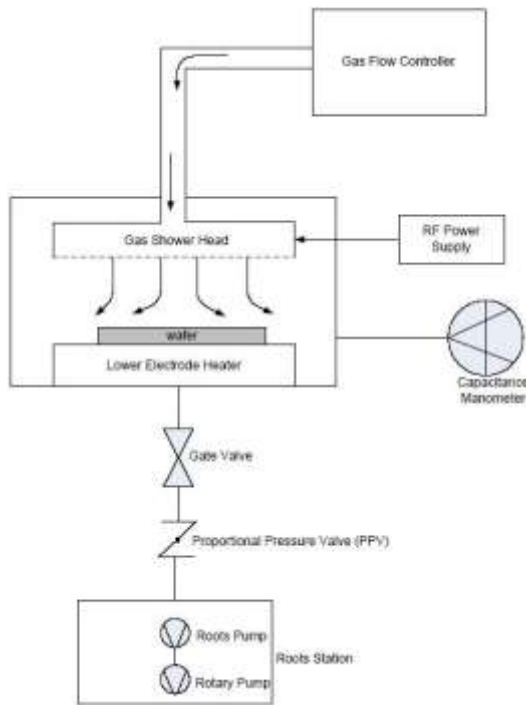 Gas Flow Controller
Gas Shower Head
RF Power
Supply
wafer
Lower Electrode Heater
Capacitance
Manometer
Gate Valve
Proportional Pressure Valve (PPV)
Roots Pump
Roots Station
Rotary Pump